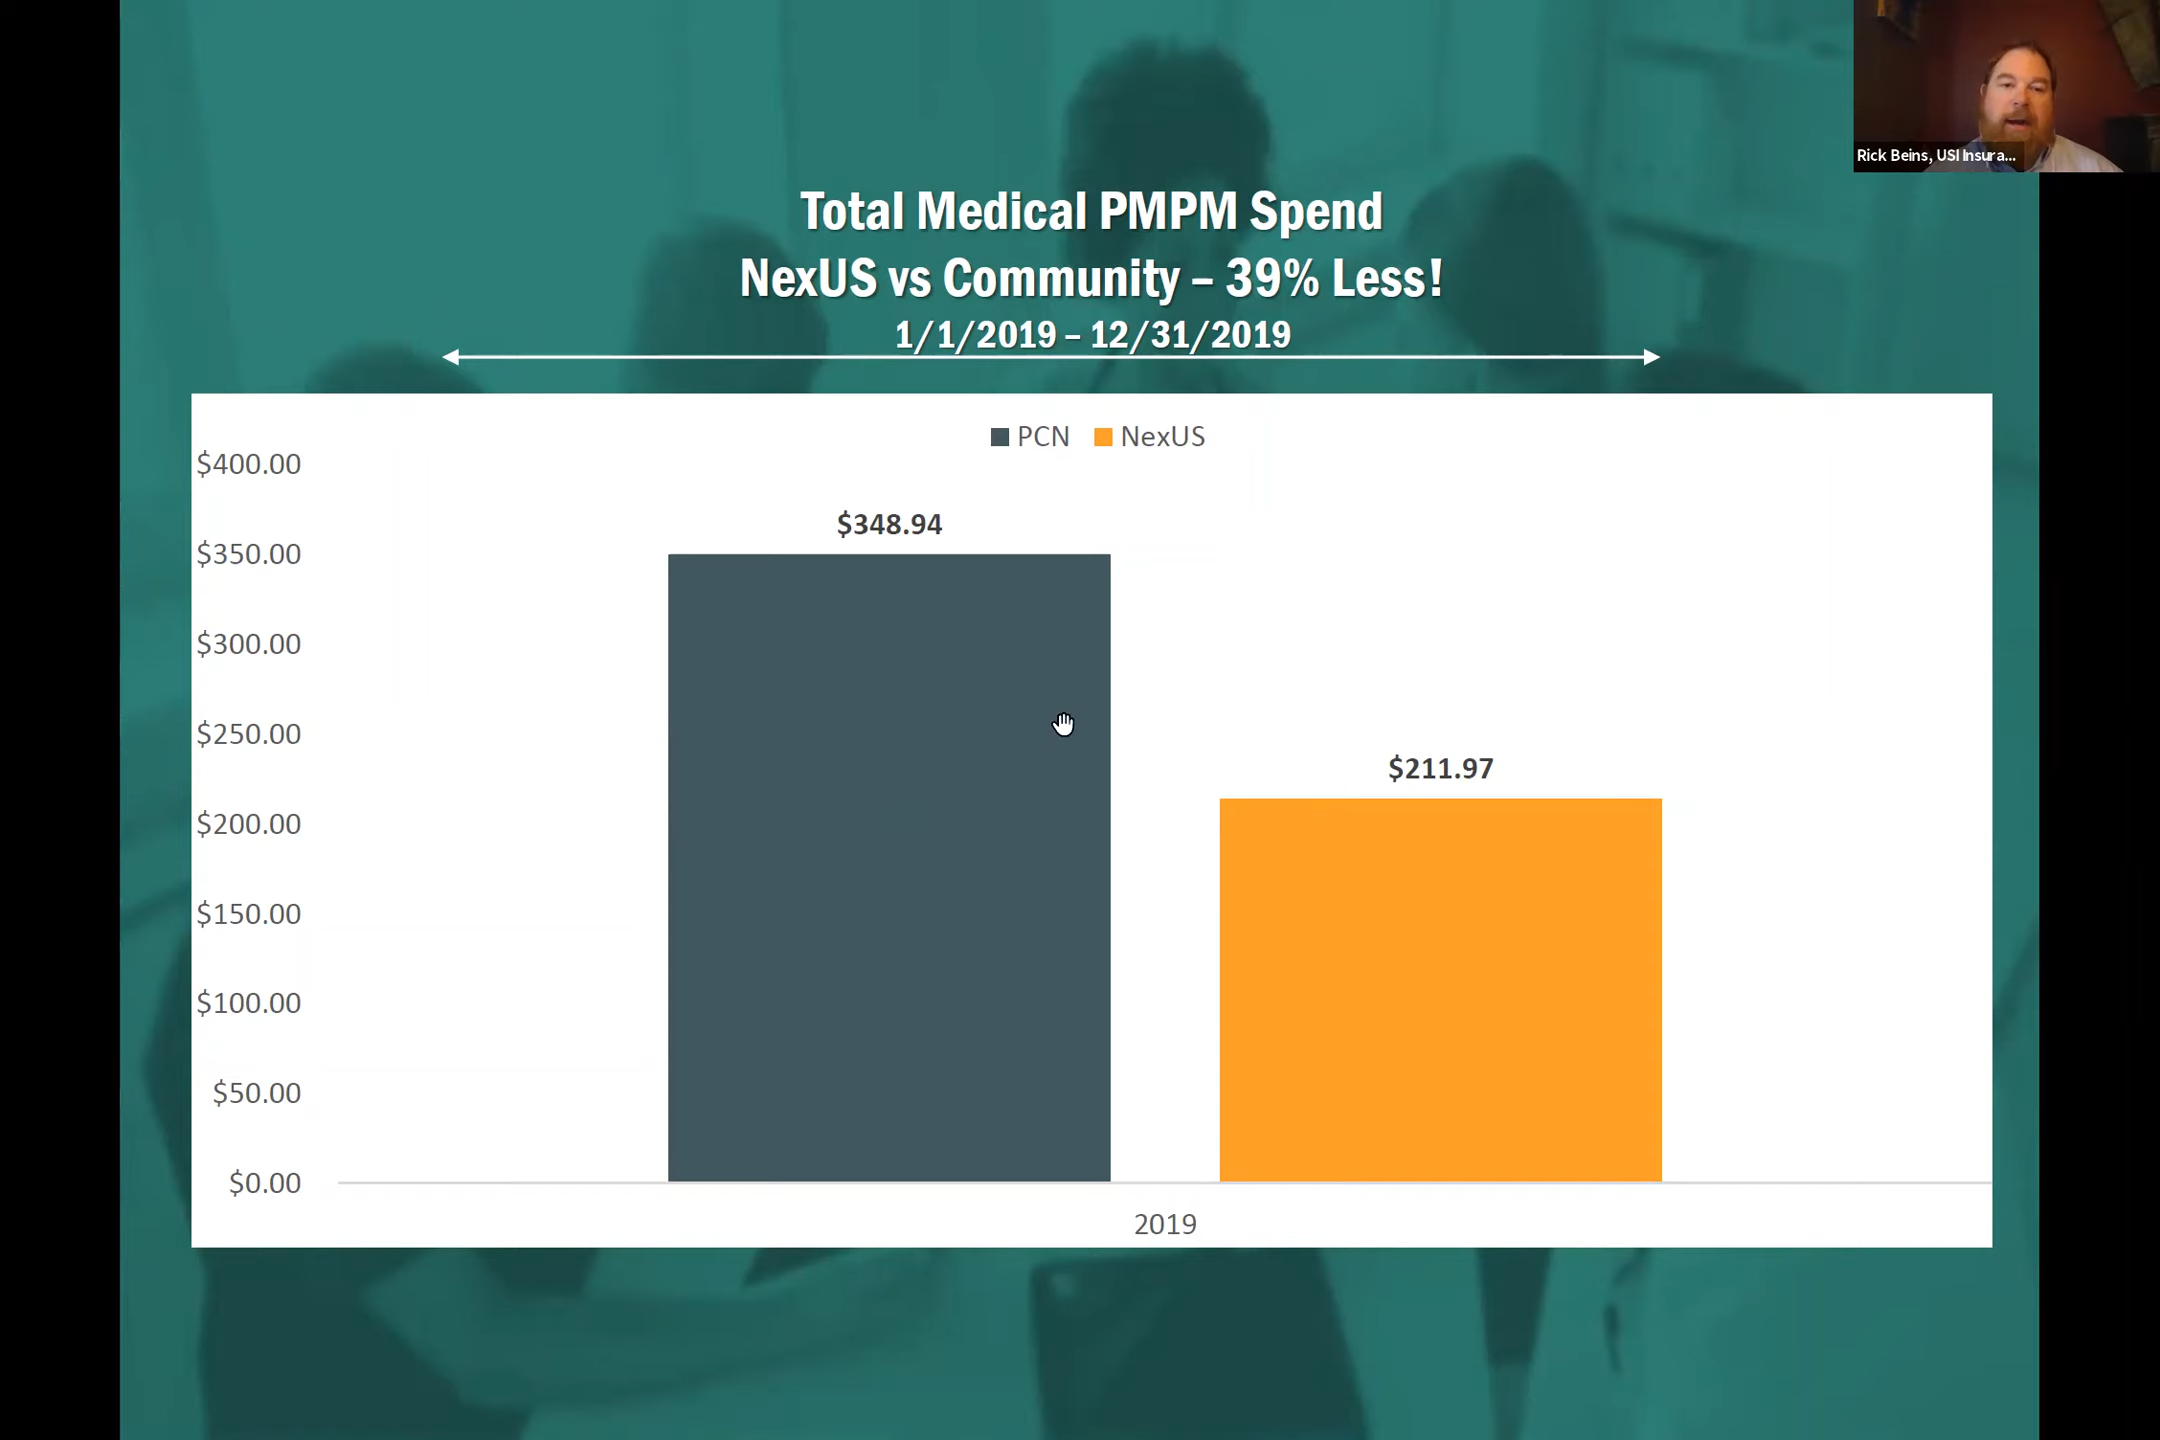 Rick Beins, USI Insura...
Total Medical PMPM Spend
NexUS vs Community – 39% Less!
1/1/2019 – 12/31/2019
PCN NexUS
$400.00
$350.00
$300.00
$250.00
$200.00
$150.00
$100.00
$50.00
$0.00
$348.94
$211.97
2019